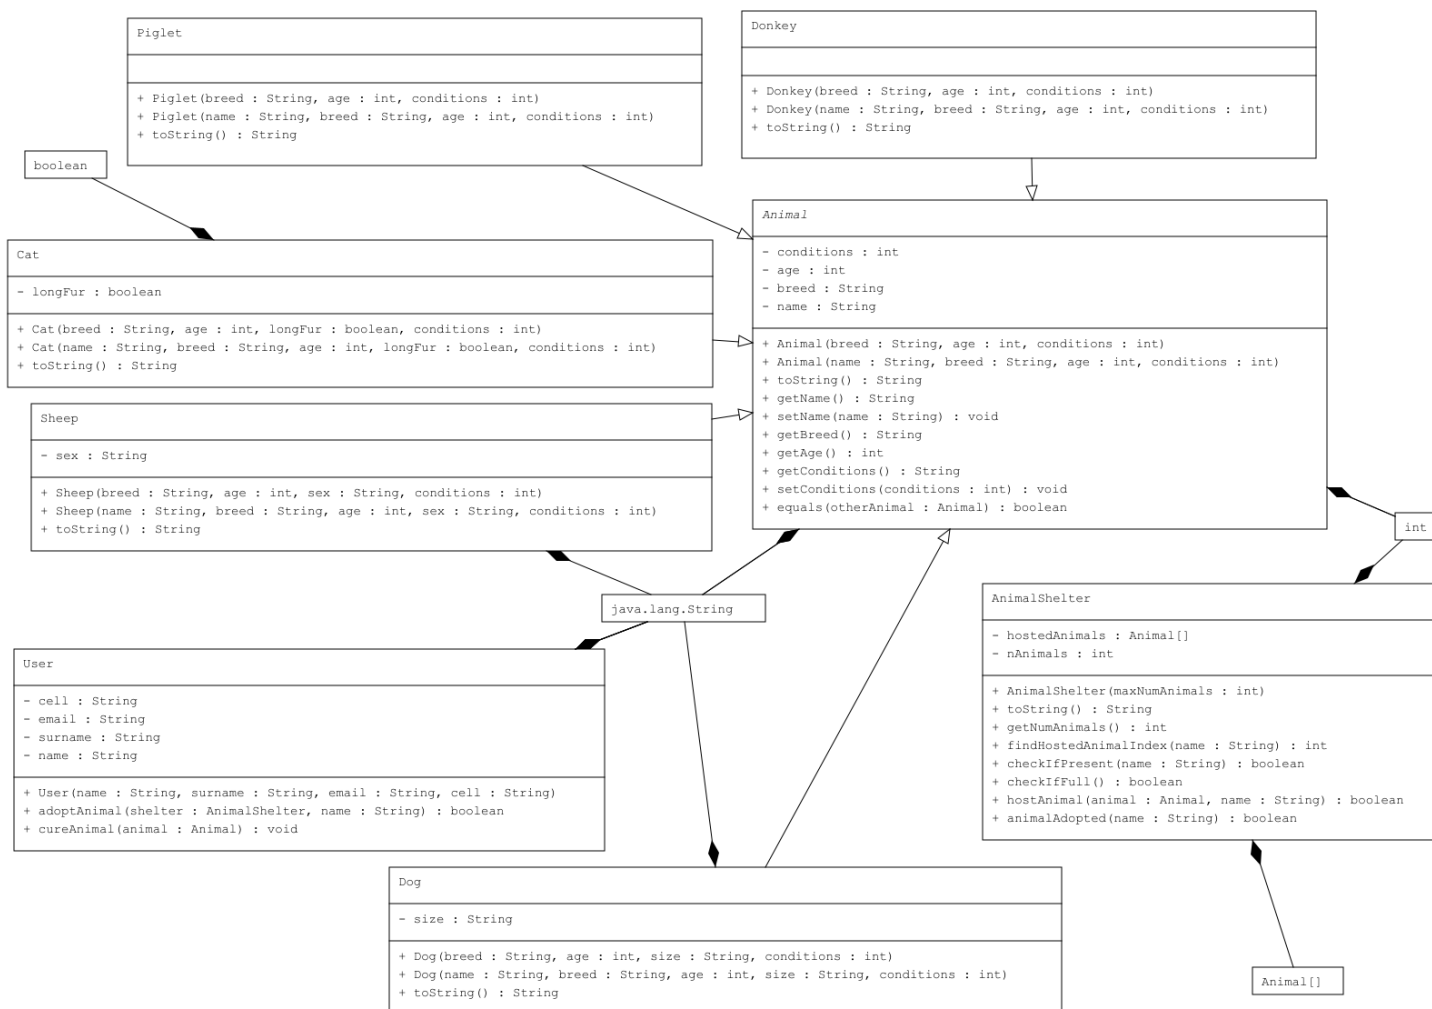 Piglet
+ Piglet(breed : String, age : int, conditions : int)
+ Piglet(name : String, breed : String, age : int, conditions : int)
+ toString() : String
Donkey
+ Donkey(breed : String, age : int, conditions : int)
+ Donkey(name : String, breed : String, age : int, conditions : int)
+ toString() : String
boolean
Animal
- conditions : int
- age : int
- breed : String
- name : String
+ Animal(breed : String, age : int, conditions : int)
+ Animal(name : String, breed : String, age : int, conditions : int)
+ toString() : String
+ getName() : String
+ setName(name : String) : void
+ getBreed() : String
+ getAge() : int
+ getConditions() : String
+ setConditions(conditions : int) : void
+ equals(otherAnimal : Animal) : boolean
Cat
- longFur : boolean
+ Cat(breed : String, age : int, longFur : boolean, conditions : int)
+ Cat(name : String, breed : String, age : int, longFur : boolean, conditions : int)
+ toString() : String
Sheep
- sex : String
+ Sheep(breed : String, age : int, sex : String, conditions : int)
+ Sheep(name : String, breed : String, age : int, sex : String, conditions : int)
+ toString() : String
int
java.lang.String
AnimalShelter
- hostedAnimals : Animal[]
- nAnimals : int
+ AnimalShelter(maxNumAnimals : int)
+ toString() : String
+ getNumAnimals() : int
+ findHostedAnimalIndex(name : String) : int
+ checkIfPresent(name : String) : boolean
+ checkIfFull() : boolean
+ hostAnimal(animal : Animal, name : String) : boolean
+ animalAdopted(name : String) : boolean
User
- cell : String
- email : String
- surname : String
- name : String
+ User(name : String, surname : String, email : String, cell : String)
+ adoptAnimal(shelter : AnimalShelter, name : String) : boolean
+ cureAnimal(animal : Animal) : void
Dog
- size : String
+ Dog(breed : String, age : int, size : String, conditions : int)
+ Dog(name : String, breed : String, age : int, size : String, conditions : int)
+ toString() : String
Animal[]